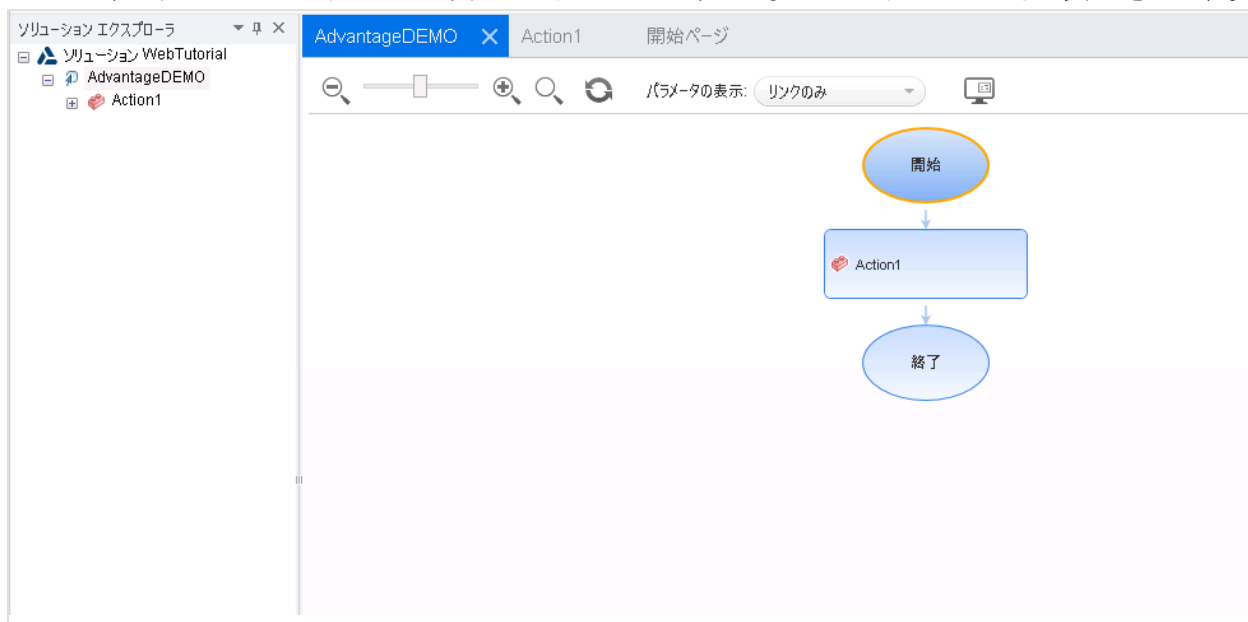 ソリューション エクスプローラ
ソリューション WebTutorial
AdvantageDEMO
Action1
AdvantageDEMO Action1 開始ページ
パラメータの表示: リンクのみ
開始
Action1
終了